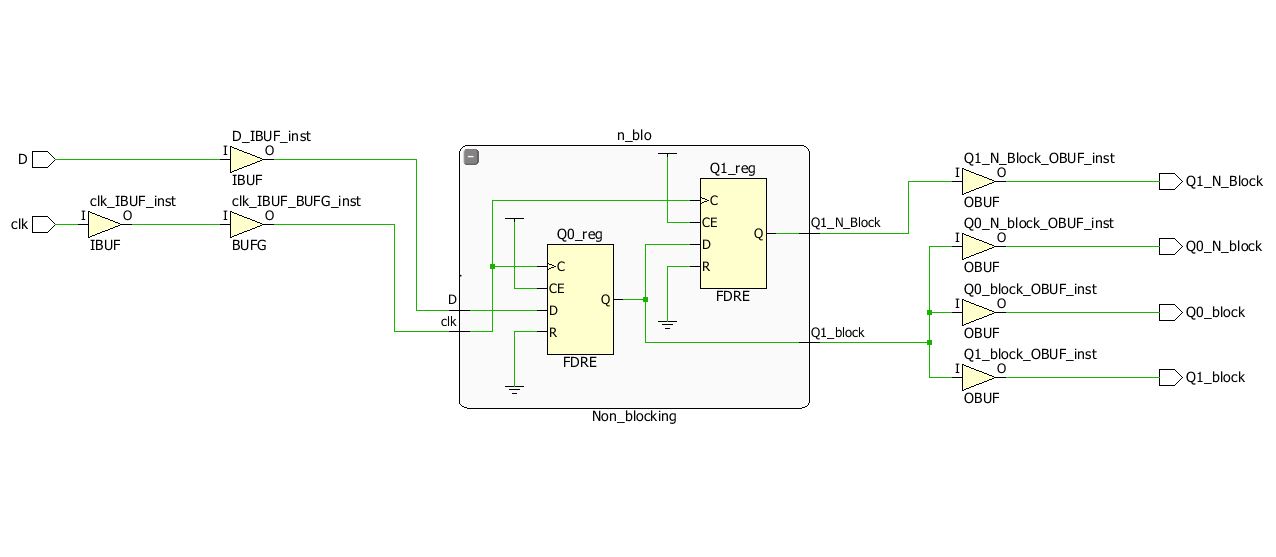 D
I
D_IBUF_inst
O
IBUF
clk
I
clk_IBUF_inst
O
IBUF
I
clk_IBUF_BUFG_inst
O
BUFG
n_blo
D
clk
Q0_reg
C
CE
D
R
Q
FDRE
Q1_reg
C
CE
D
R
Q
FDRE
Q1_N_Block
Q1_block
Non_blocking
Q1_N_Block_OBUF_inst
I
O
OBUF
Q1_N_Block
Q0_N_block_OBUF_inst
I
O
OBUF
Q0_N_block
Q0_block_OBUF_inst
I
O
OBUF
Q0_block
Q1_block_OBUF_inst
I
O
OBUF
Q1_block